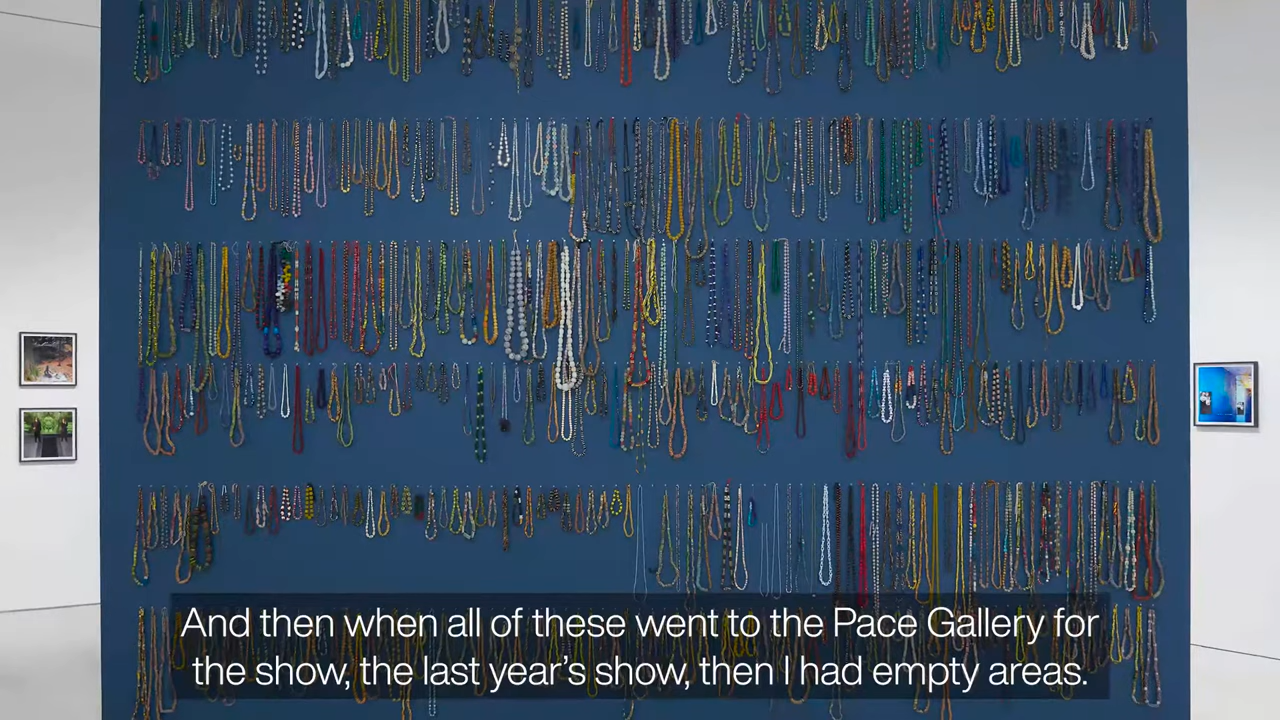 And then when all of these went to the Pace Gallery for
the show, the last year’s show, then I had empty areas.